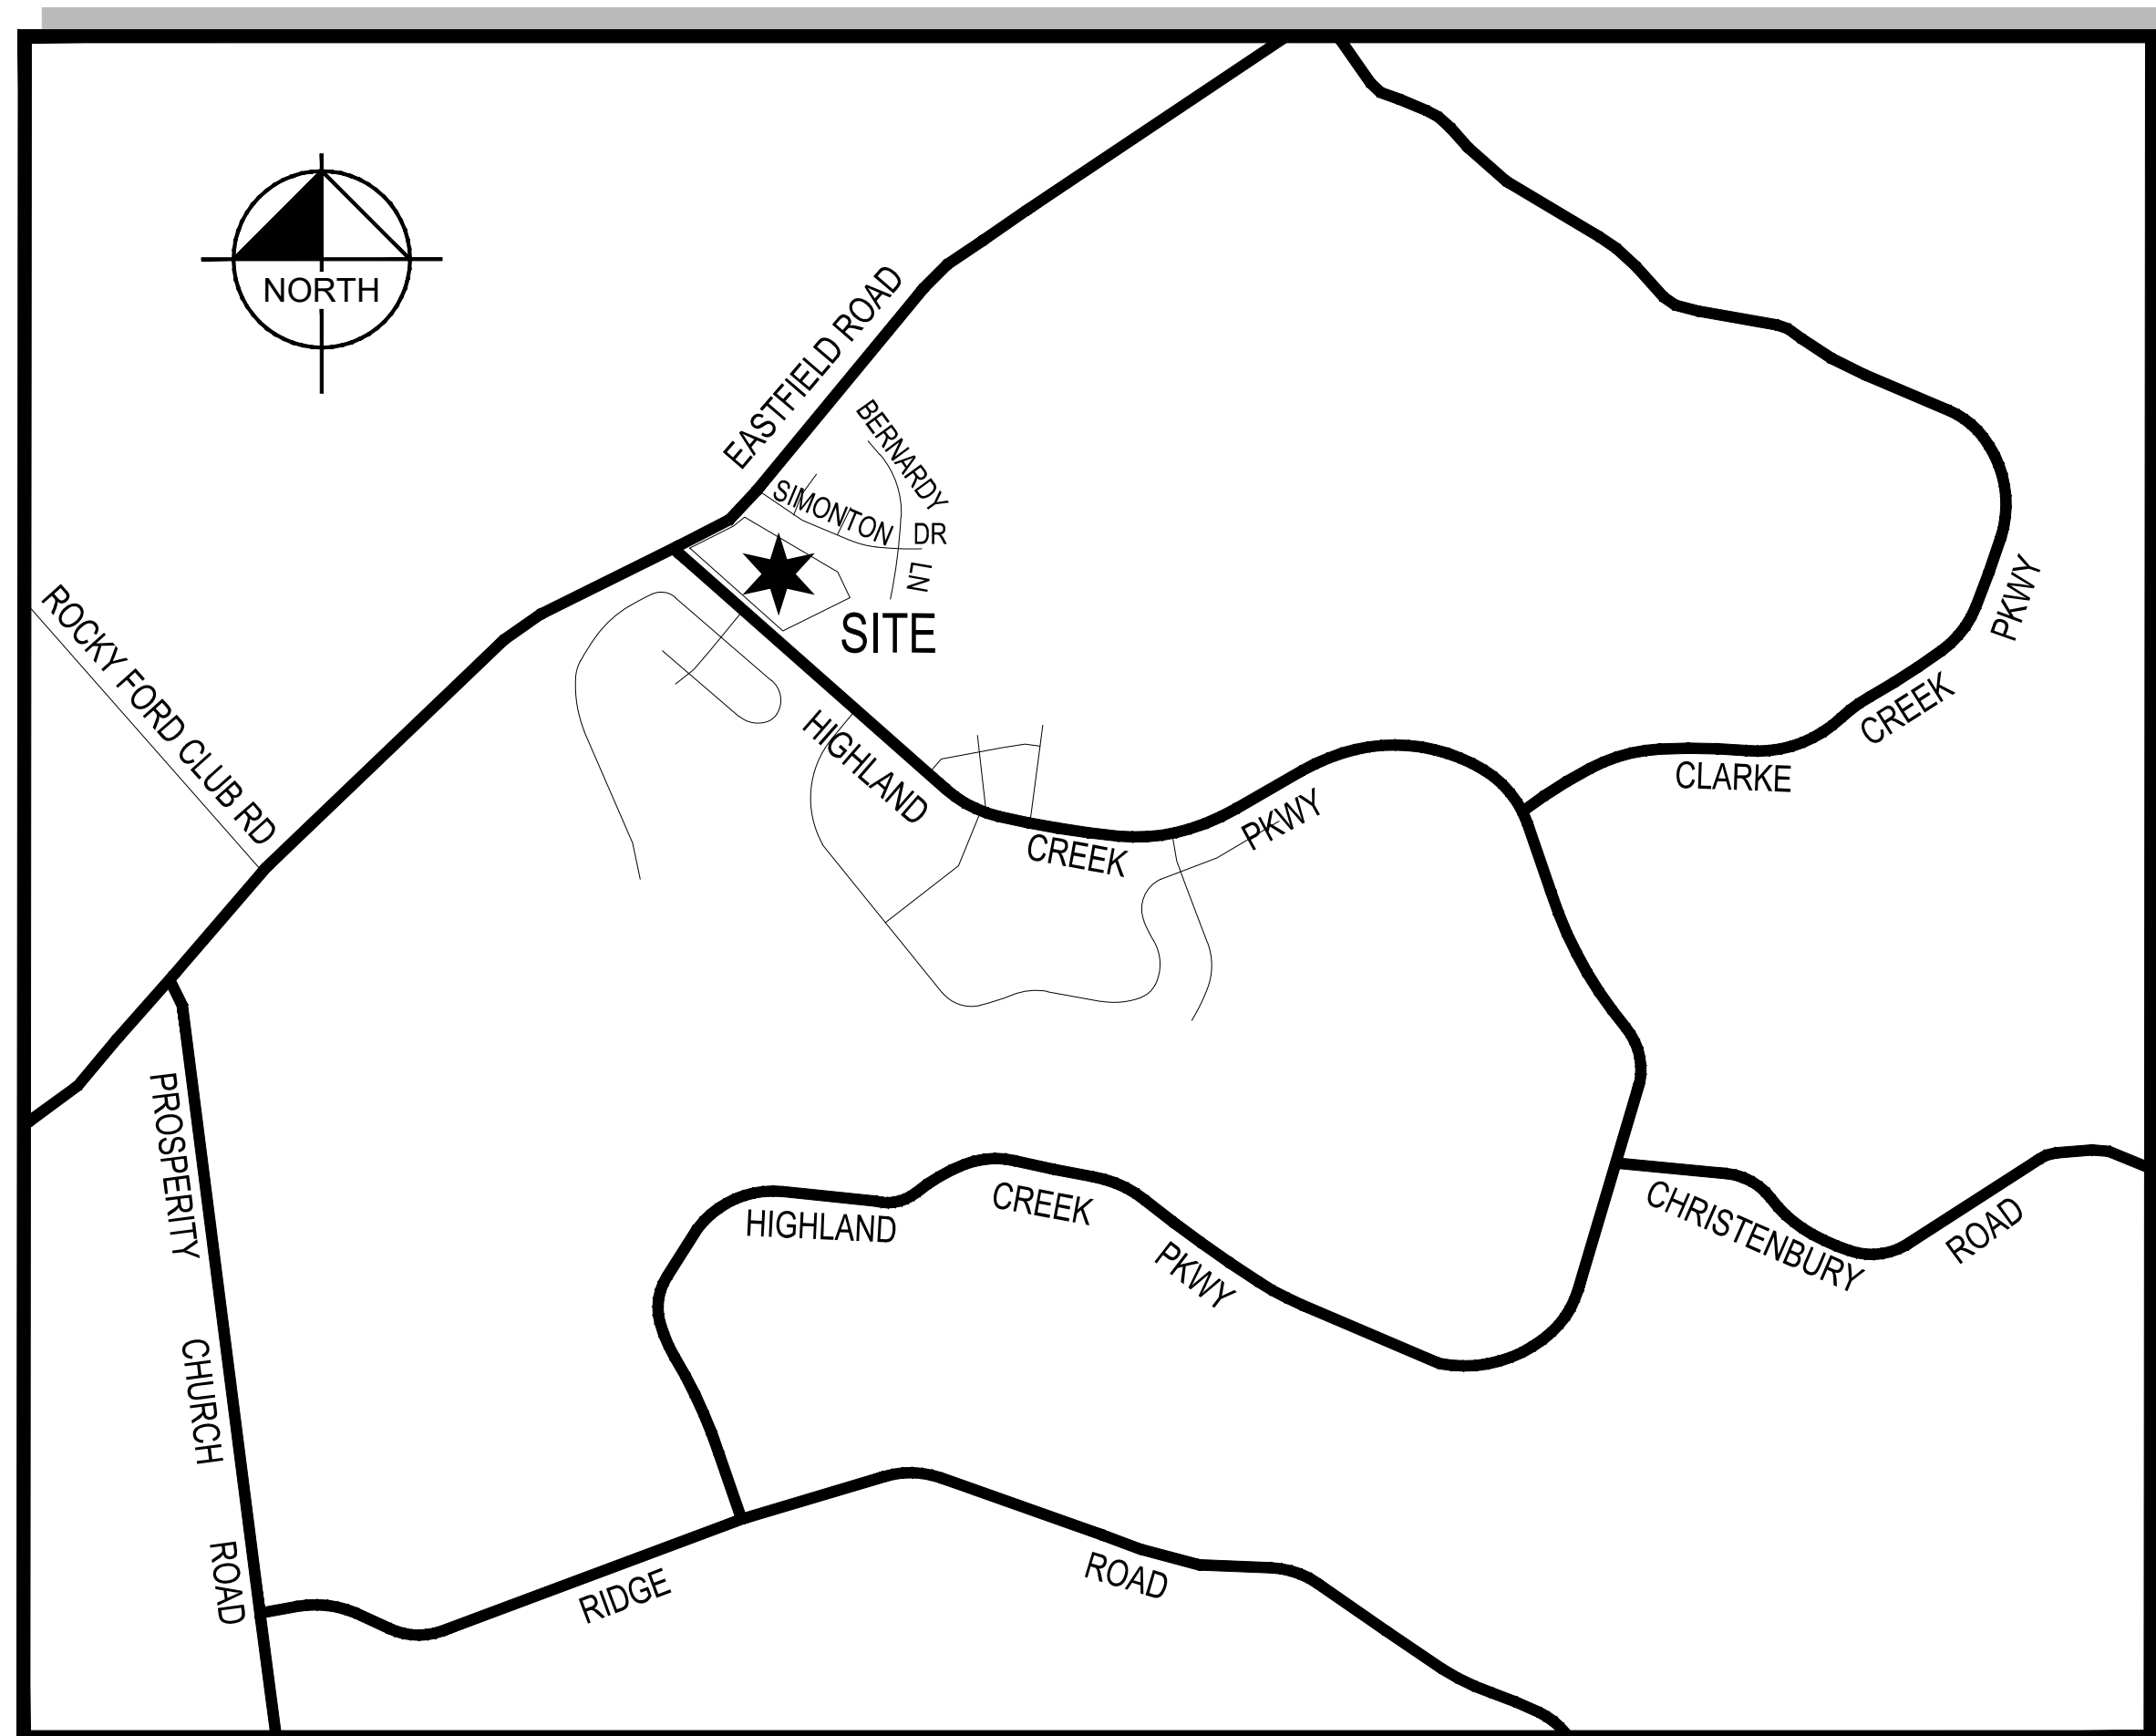 NORTH
EASTFIELD ROAD
BERNARDY
SIMONTON
DR
LN
SITE
ROCKY FORD CLUB RD
HIGHLAND
CREEK
PKWY
PKWY
CREEK
CLARKE
PROSPERITY
CHURCH
ROAD
HIGHLAND
CREEK
PKWY
CHRISTENBURY
ROAD
RIDGE
ROAD